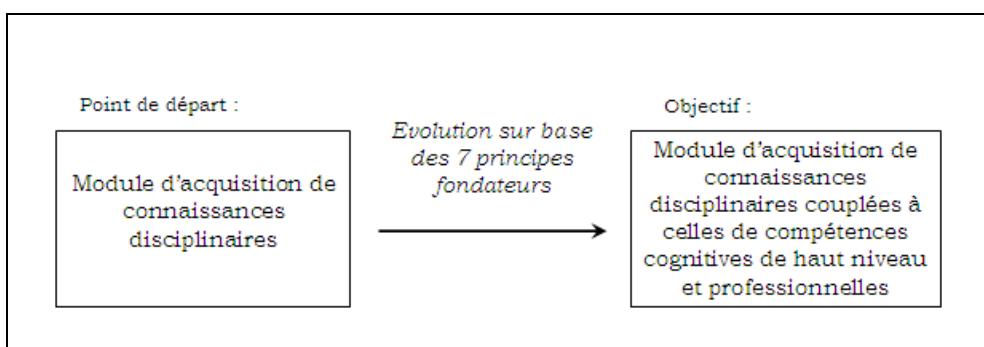 Point de départ :
Module d'acquisition de
connaissances
disciplinaires
Evolution sur base
des 7 principes
fondateurs
Objectif :
Module d'acquisition de
connaissances
disciplinaires couplées à
celles de compétences
cognitives de haut niveau
et professionnelles